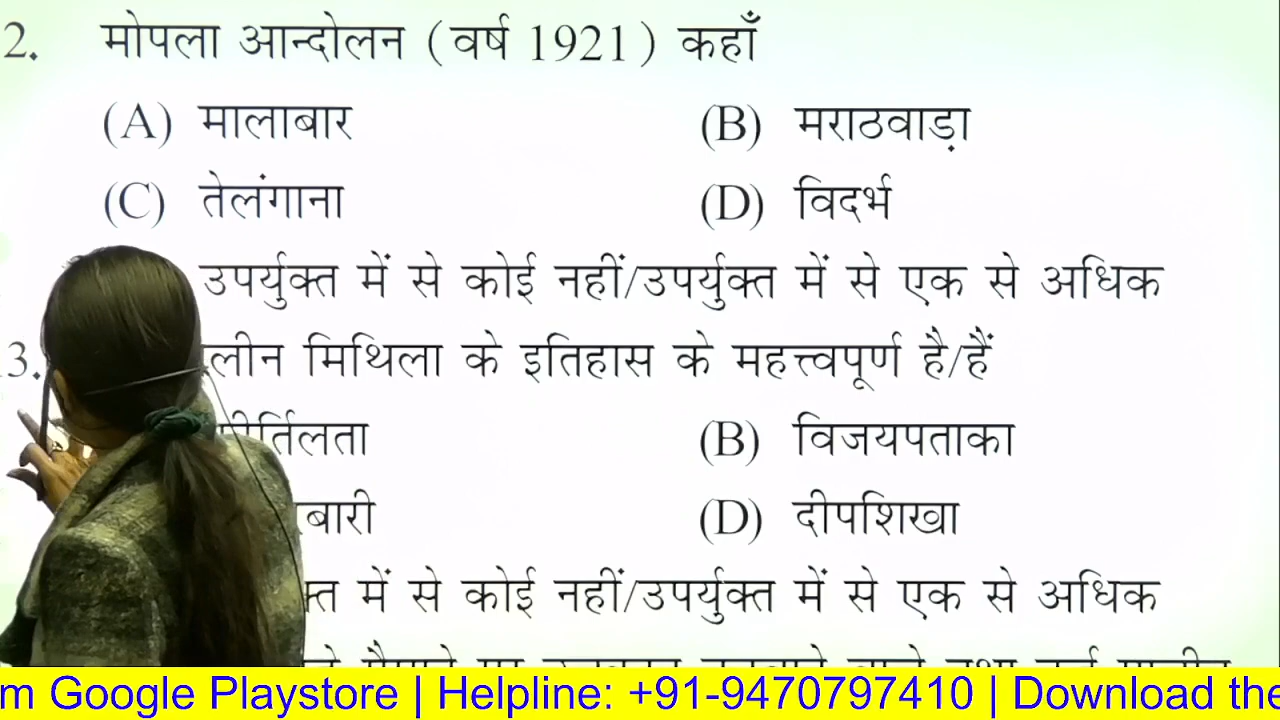 2. मोपला आन्दोलन (वर्ष 1921) कहाँ
(A) मालाबार (B) मराठवाड़ा
(C) तेलंगाना (D) विदर्भ
उपर्युक्त में से कोई नहीं/उपर्युक्त में से एक से अधिक
3. मिथिला के इतिहास के महत्त्वपूर्ण है/हैं
(B) विजयपताका
(D) दीपशिखा
में से कोई नहीं/उपर्युक्त में से एक से अधिक
m Google Playstore | Helpline: +91-9470797410 | Download the